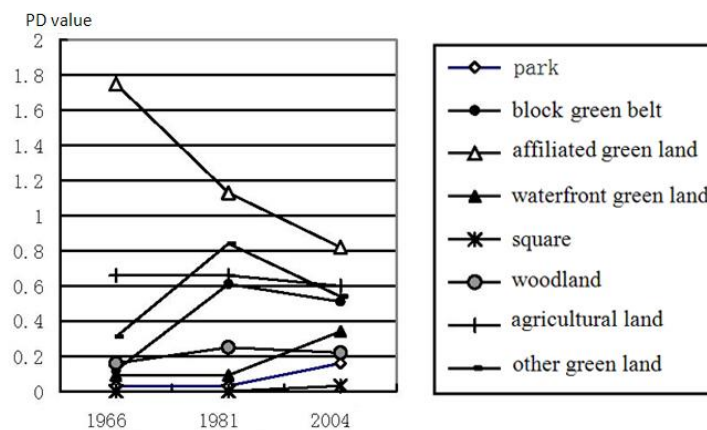 PD value
2
1.8
1.6
1.4
1.2
1
0.8
0.6
0.4
0.2
0
1966 1981 2004
park
block green belt
affiliated green land
waterfront green land
square
woodland
agricultural land
other green land